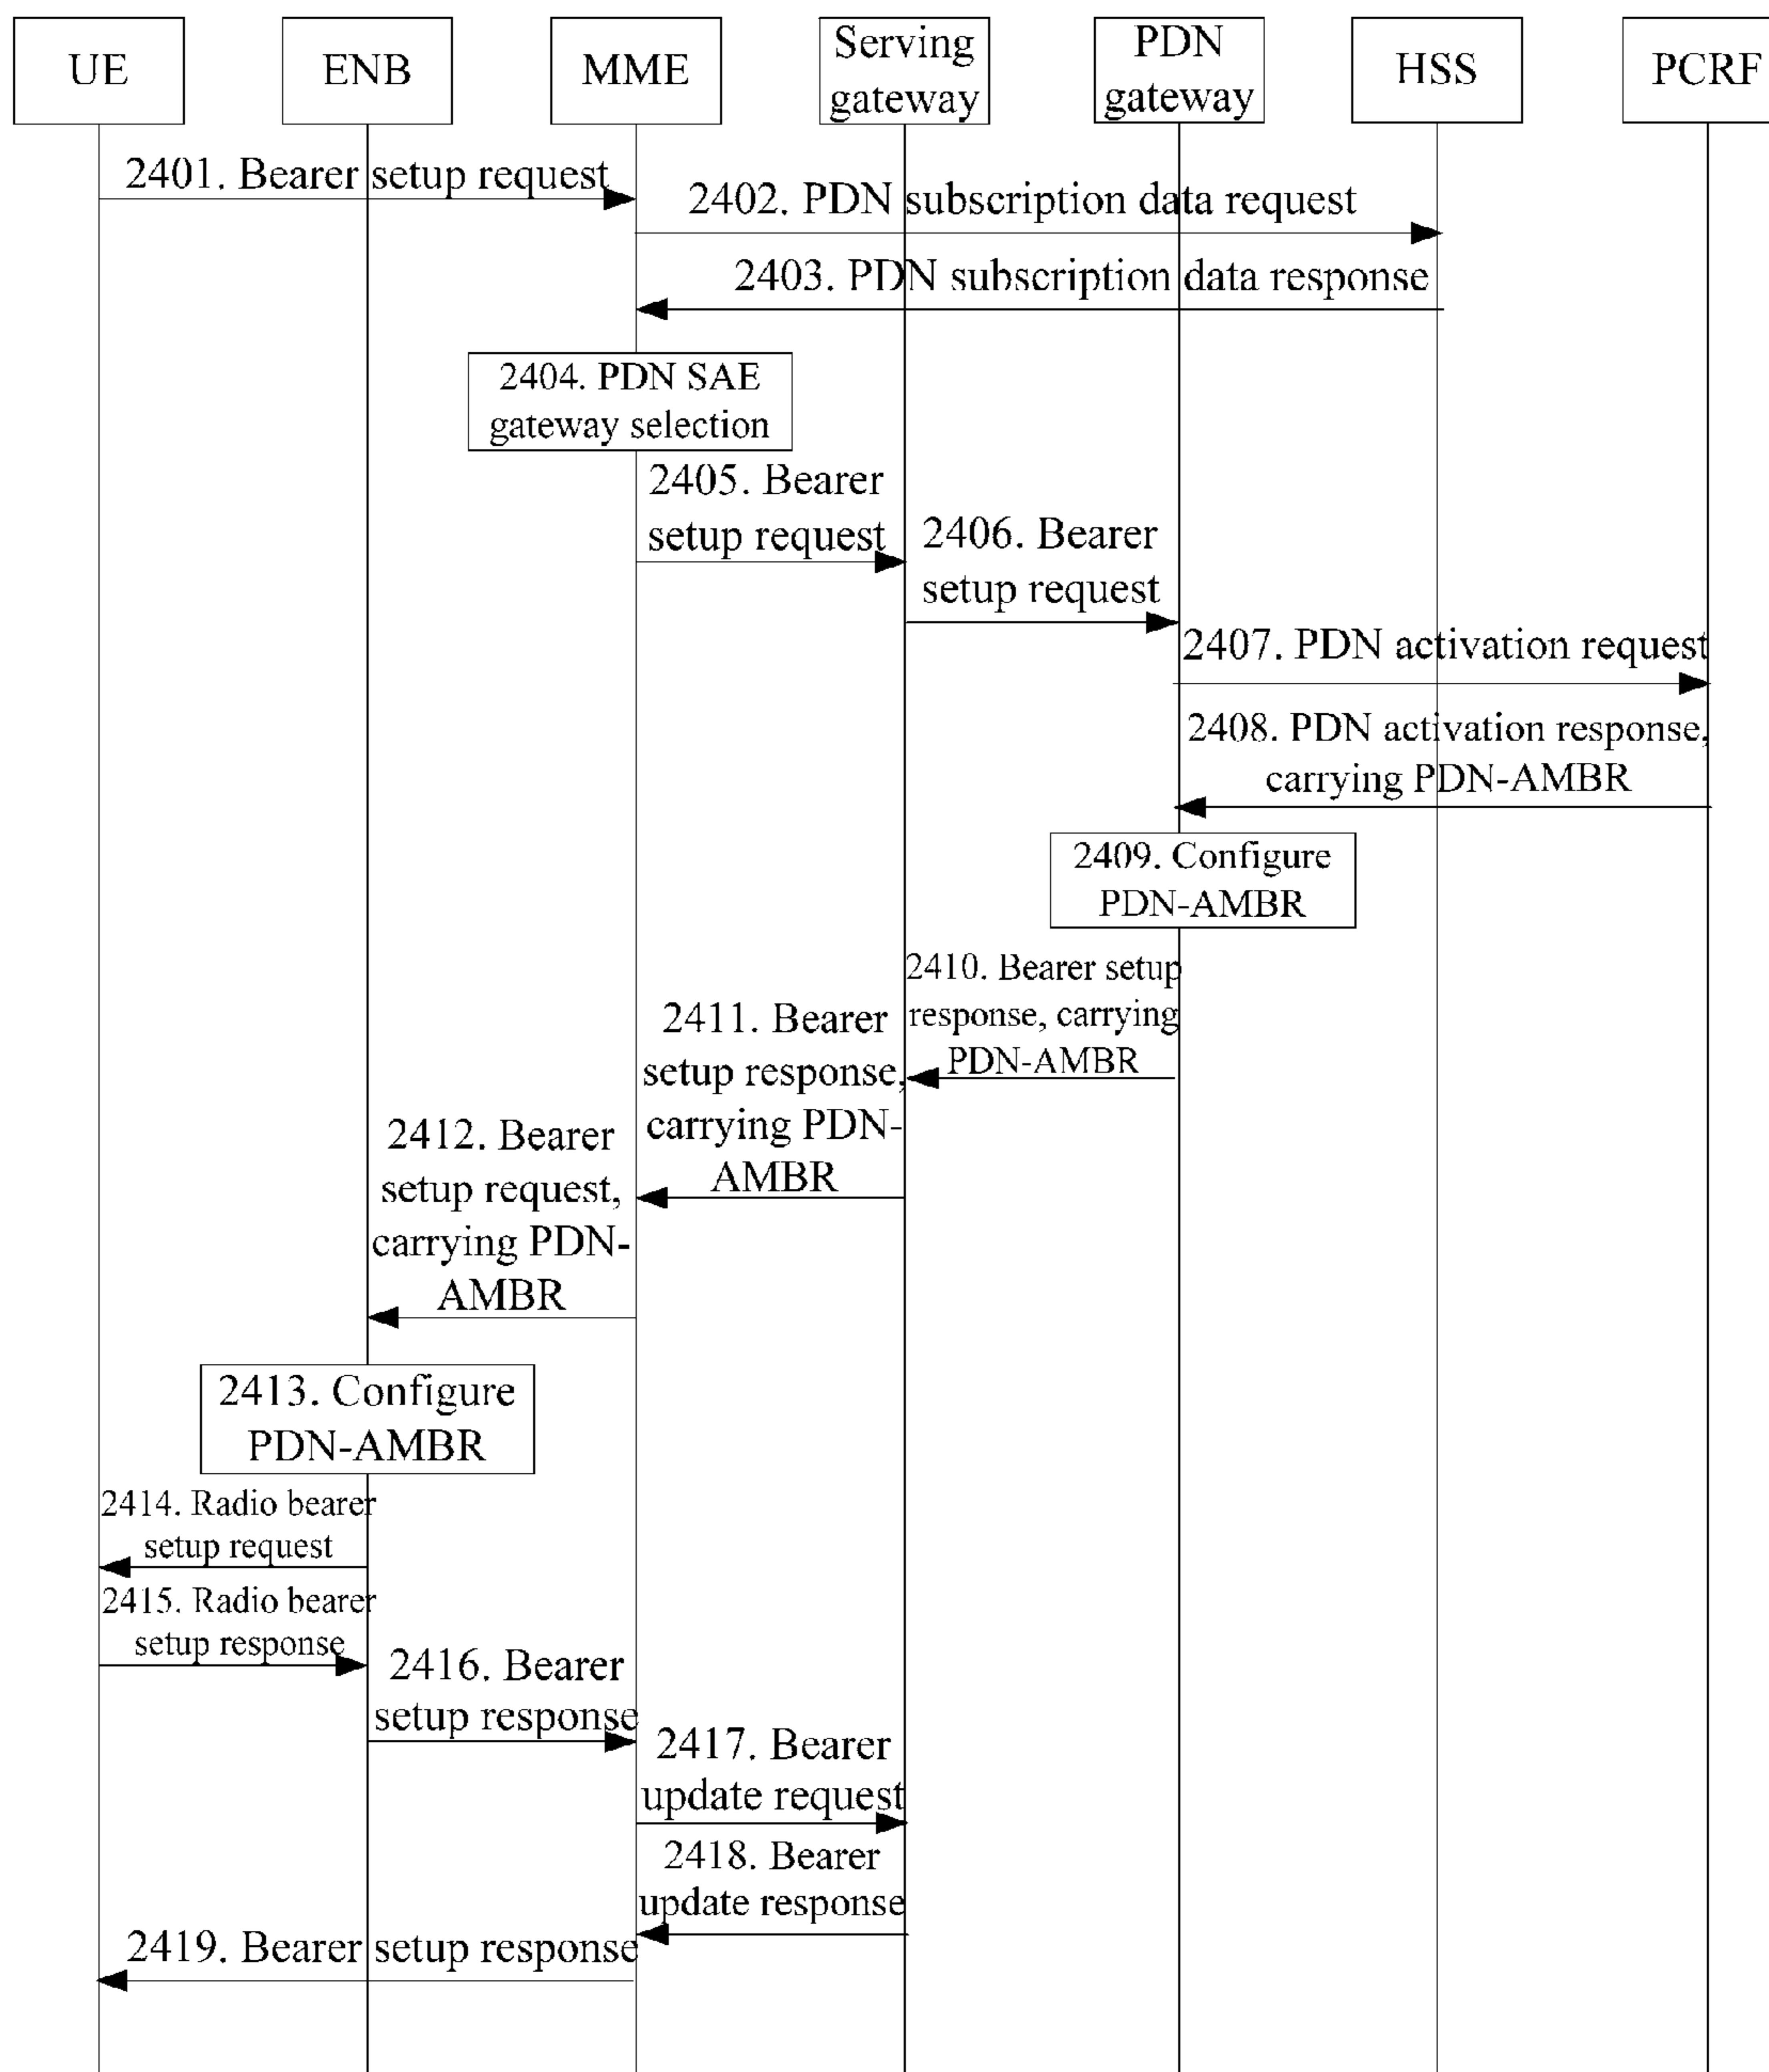 UE
ENB
MME
Serving
gateway
PDN
gateway
HSS
PCRF
2401. Bearer setup request
2402. PDN subscription data request
2403. PDN subscription data response
2404. PDN SAE
gateway selection
2405. Bearer
setup request
2406. Bearer
setup request
2407. PDN activation request
2408. PDN activation response,
carrying PDN-AMBR
2409. Configure
PDN-AMBR
2410. Bearer setup
response, carrying
PDN-AMBR
2411. Bearer
setup response,
carrying PDN-
AMBR
2412. Bearer
setup request,
carrying PDN-
AMBR
2413. Configure
PDN-AMBR
2414. Radio bearer
setup request
2415. Radio bearer
setup response
2416. Bearer
setup response
2417. Bearer
update request
2418. Bearer
update response
2419. Bearer setup response